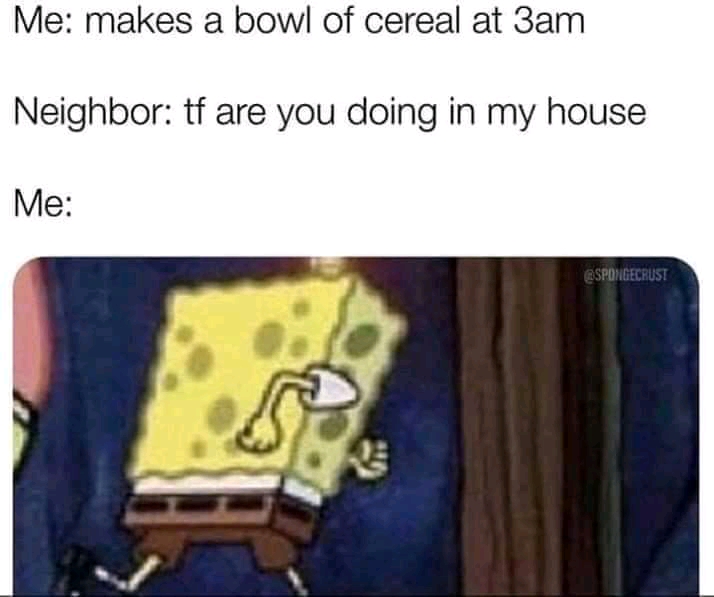 Me: makes a bowl of cereal at 3am
Neighbor: tf are you doing in my house
Me:
@SPONGECRUST